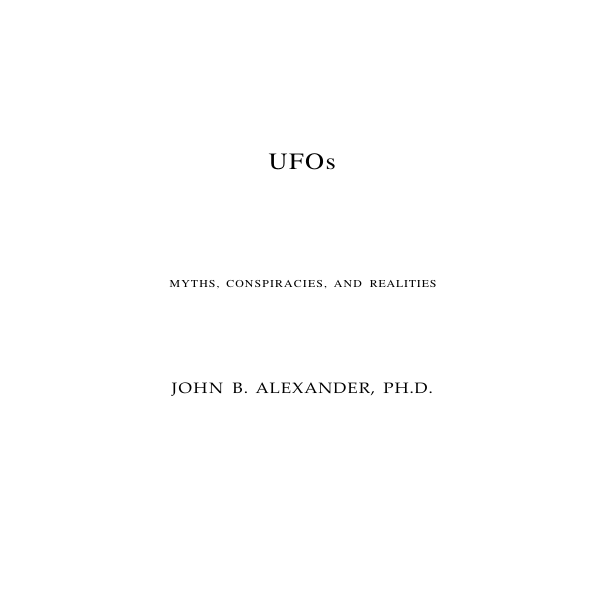 UFOs
MYTHS, CONSPIRACIES, AND REALITIES
JOHN B. ALEXANDER, PH.D.